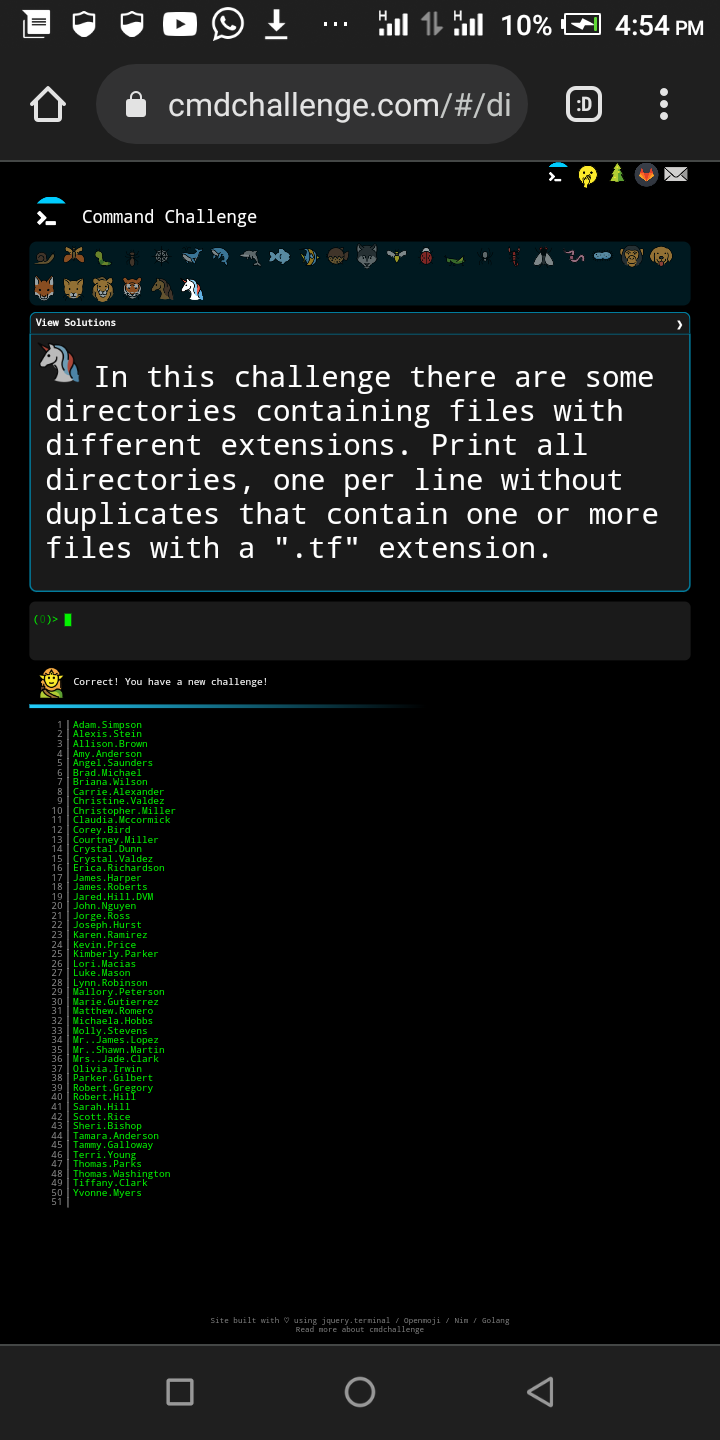 H H 10% 4:54 PM
cmdchallenge.com/#/di :D
Command Challenge
View Solutions ❯
In this challenge there are some
directories containing files with
different extensions. Print all
directories, one per line without
duplicates that contain one or more
files with a ".tf" extension.
(0)>
Correct! You have a new challenge!
1 Adam.Simpson
2 Alexis.Stein
3 Allison.Brown
4 Amy.Anderson
5 Angel.Saunders
6 Brad.Michael
7 Briana.Wilson
8 Carrie.Alexander
9 Christine.Valdez
10 Christopher.Miller
11 Claudia.Mccormick
12 Corey.Bird
13 Courtney.Miller
14 Crystal.Dunn
15 Crystal.Valdez
16 Erica.Richardson
17 James.Harper
18 James.Roberts
19 Jared.Hill.DVM
20 John.Nguyen
21 Jorge.Ross
22 Joseph.Hurst
23 Karen.Ramirez
24 Kevin.Price
25 Kimberly.Parker
26 Lori.Macias
27 Luke.Mason
28 Lynn.Robinson
29 Mallory.Peterson
30 Marie.Gutierrez
31 Matthew.Romero
32 Michaela.Hobbs
33 Molly.Stevens
34 Mr..James.Lopez
35 Mr..Shawn.Martin
36 Mrs..Jade.Clark
37 Olivia.Irwin
38 Parker.Gilbert
39 Robert.Gregory
40 Robert.Hill
41 Sarah.Hill
42 Scott.Rice
43 Sheri.Bishop
44 Tamara.Anderson
45 Tammy.Galloway
46 Terri.Young
47 Thomas.Parks
48 Thomas.Washington
49 Tiffany.Clark
50 Yvonne.Myers
51
Site built with ♡ using jquery.terminal / Openmoji / Nim / Golang
Read more about cmdchallenge